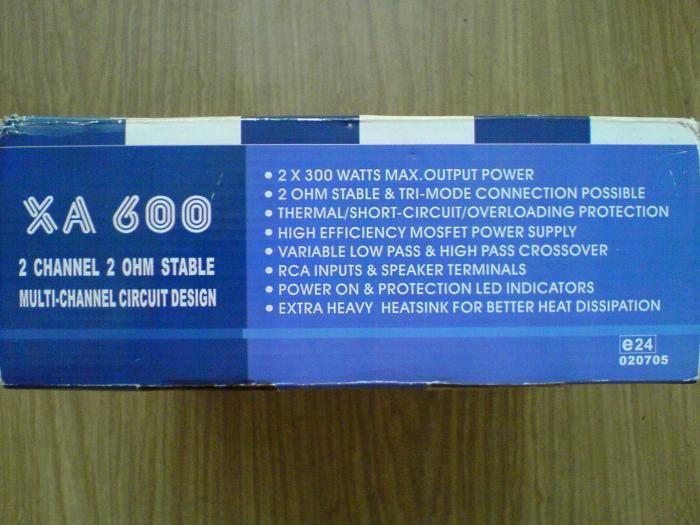 XA 600
2 CHANNEL 2 OHM STABLE
MULTI-CHANNEL CIRCUIT DESIGN
• 2 X 300 WATTS MAX.OUTPUT POWER
• 2 OHM STABLE & TRI-MODE CONNECTION POSSIBLE
• THERMAL/SHORT-CIRCUIT/OVERLOADING PROTECTION
• HIGH EFFICIENCY MOSFET POWER SUPPLY
• VARIABLE LOW PASS & HIGH PASS CROSSOVER
• RCA INPUTS & SPEAKER TERMINALS
• POWER ON & PROTECTION LED INDICATORS
• EXTRA HEAVY HEATSINK FOR BETTER HEAT DISSIPATION
e24
020705